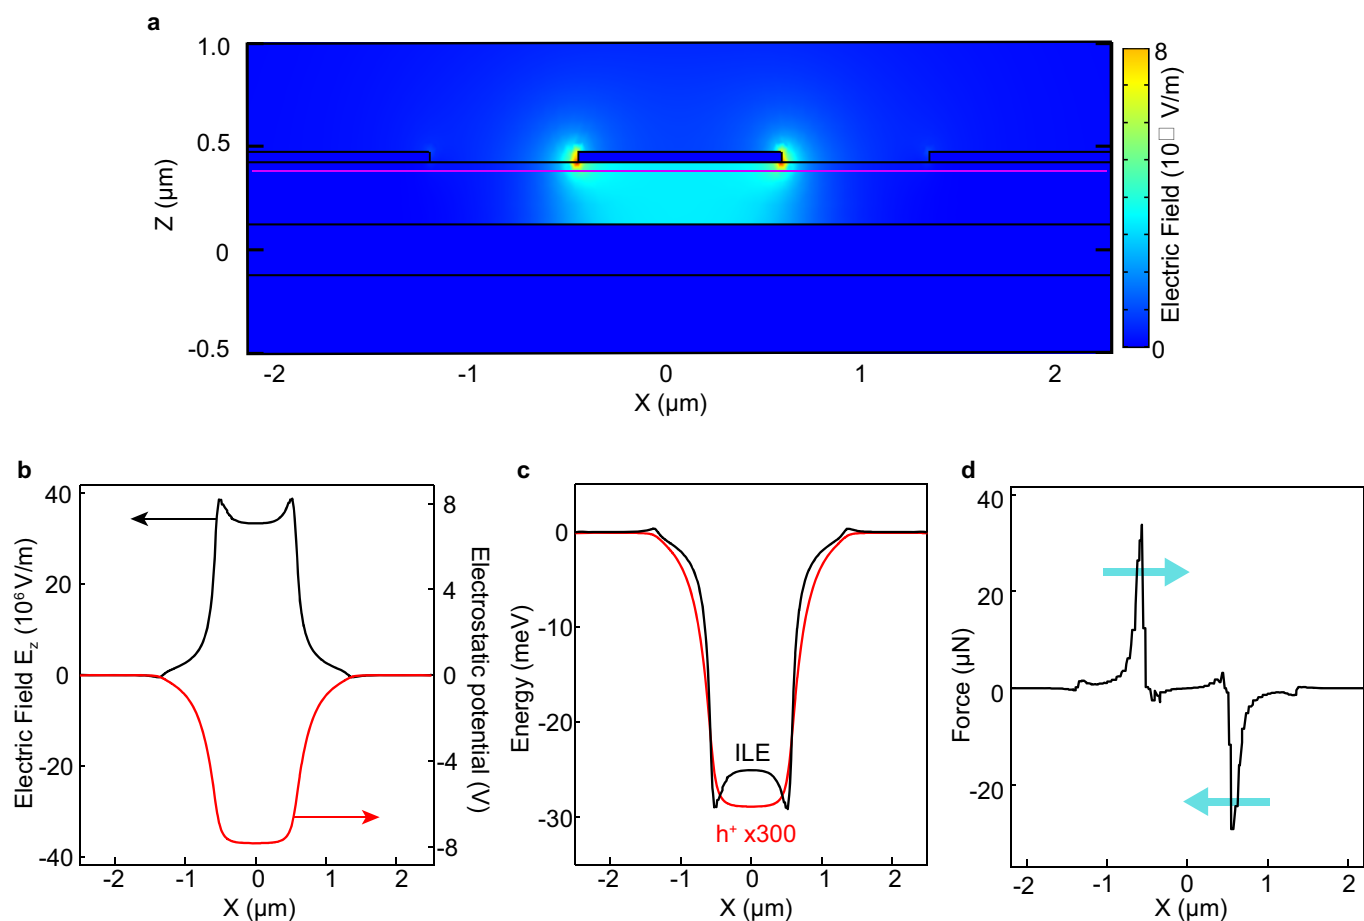 a
1.0
0.5
0
-0.5
Z (µm)
-2
-1
0
1
2
X (µm)
8
0
Electric Field (10□ V/m)
b
40
20
0
-20
-40
Electric Field E_z (10⁶ V/m)
8
4
0
-4
-8
Electrostatic potential (V)
-2
-1
0
1
2
X (µm)
c
0
-10
-20
-30
Energy (meV)
ILE
h⁺ x300
-2
-1
0
1
2
X (µm)
d
40
20
0
-20
Force (µN)
-2
-1
0
1
2
X (µm)